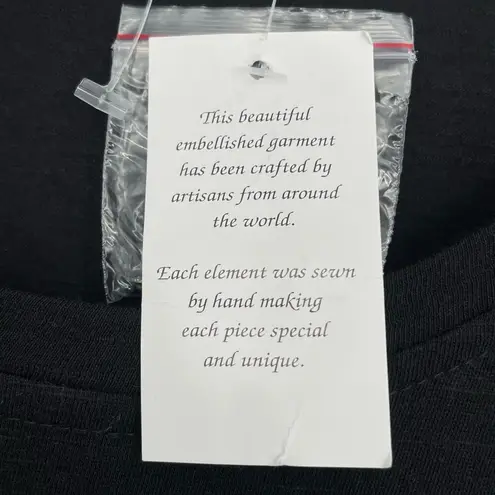 This beautiful
embellished garment
has been crafted by
artisans from around
the world.
Each element was sewn
by hand making
each piece special
and unique.